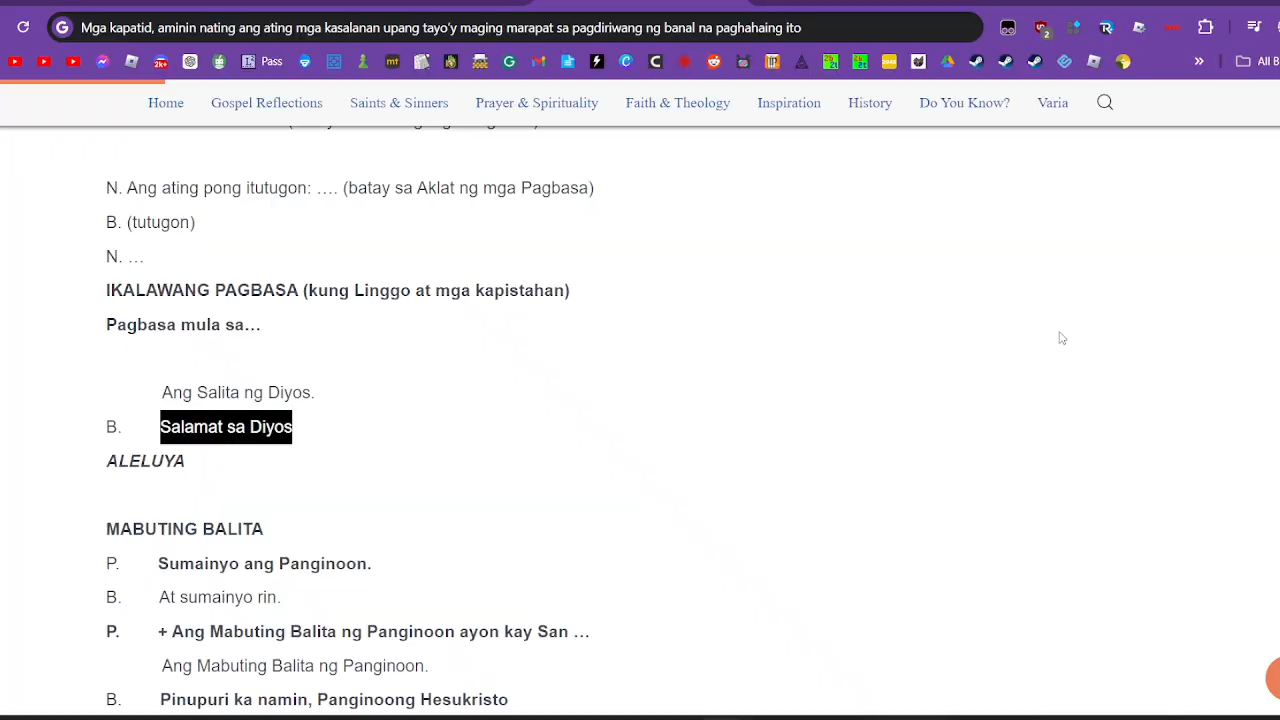 Mga kapatid, aminin nating ang ating mga kasalanan upang tayo'y maging marapat sa pagdiriwang ng banal na paghahaing ito
Pass
All B
Home Gospel Reflections Saints & Sinners Prayer & Spirituality Faith & Theology Inspiration History Do You Know? Varia
N. Ang ating pong itutugon: …. (batay sa Aklat ng mga Pagbasa)
B. (tutugon)
N. …
IKALAWANG PAGBASA (kung Linggo at mga kapistahan)
Pagbasa mula sa…
Ang Salita ng Diyos.
B. Salamat sa Diyos
ALELUYA
MABUTING BALITA
P. Sumainyo ang Panginoon.
B. At sumainyo rin.
P. + Ang Mabuting Balita ng Panginoon ayon kay San …
Ang Mabuting Balita ng Panginoon.
B. Pinupuri ka namin, Panginoong Hesukristo